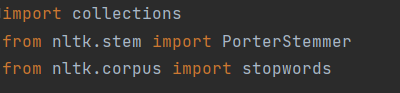 import collections
from nltk.stem import PorterStemmer
from nltk.corpus import stopwords